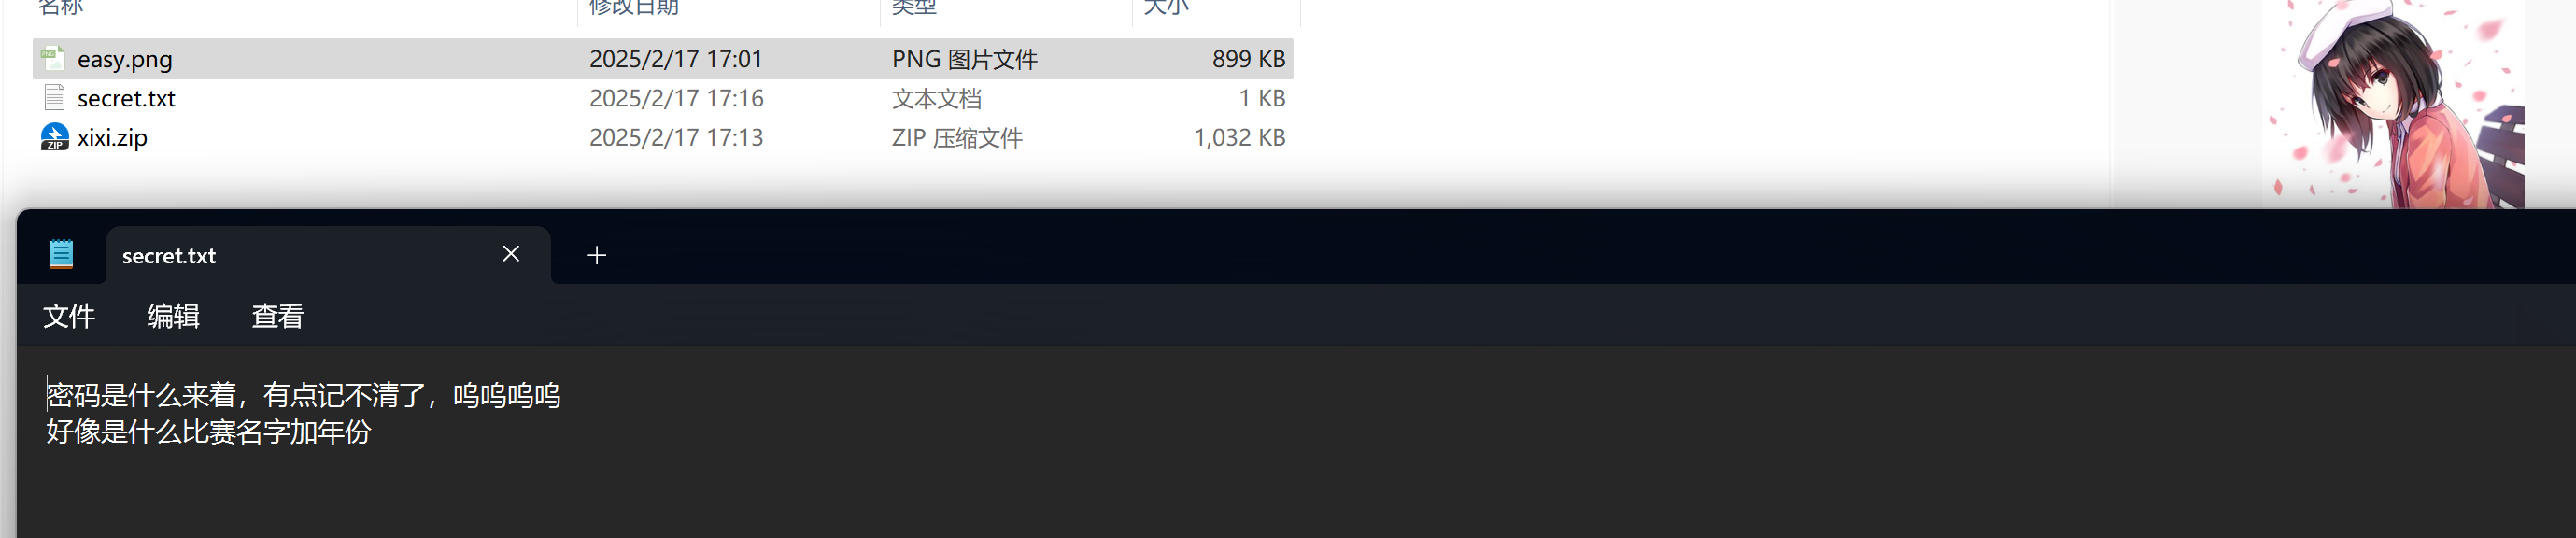 名称 修改日期 类型 大小
easy.png 2025/2/17 17:01 PNG 图片文件 899 KB
secret.txt 2025/2/17 17:16 文本文档 1 KB
xixi.zip 2025/2/17 17:13 ZIP 压缩文件 1,032 KB
secret.txt
文件 编辑 查看
密码是什么来着，有点记不清了，呜呜呜呜
好像是什么比赛名字加年份